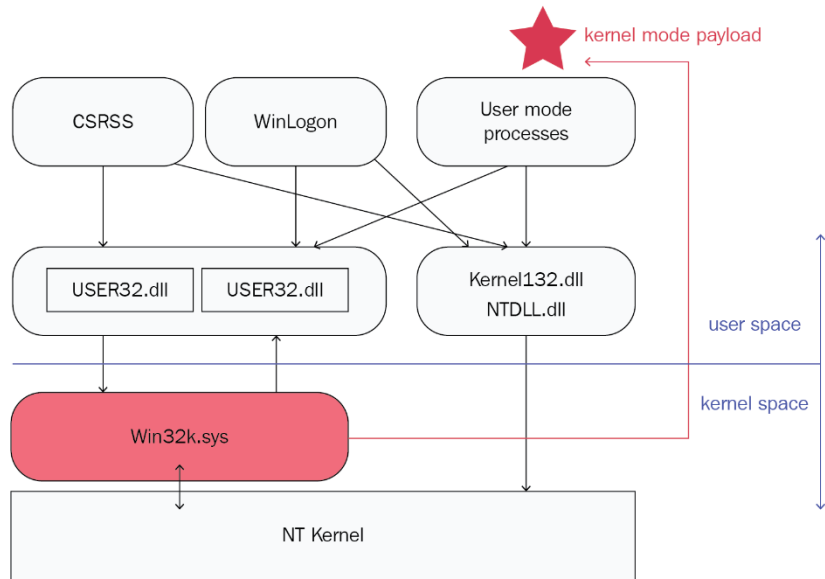 kernel mode payload
CSRSS
WinLogon
User mode
processes
USER32.dll
USER32.dll
Kernel132.dll
NTDLL.dll
user space
kernel space
Win32k.sys
NT Kernel